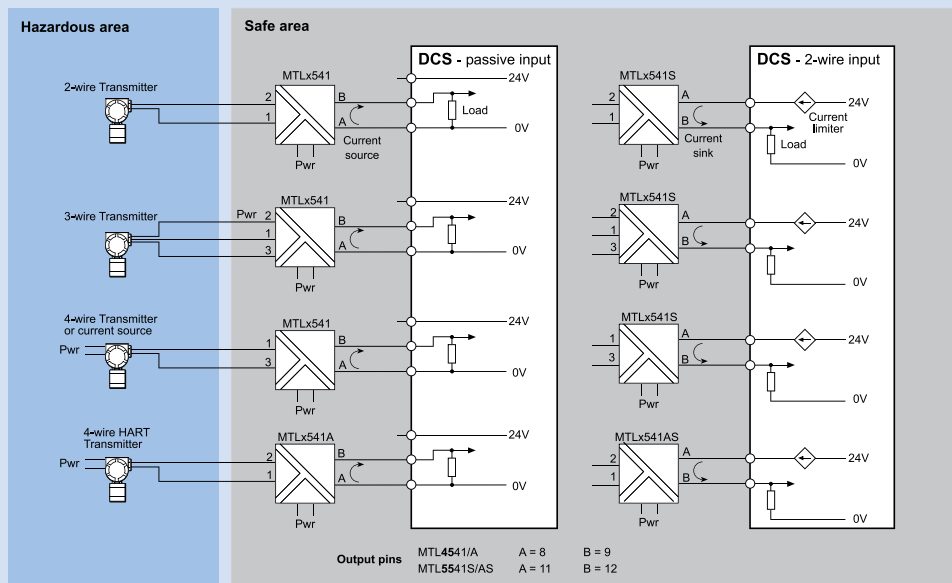 Hazardous area
Safe area
DCS - passive input
DCS - 2-wire input
2-wire Transmitter
MTLx541
2
1
B
A
Current
source
Pwr
24V
Load
0V
MTLx541S
2
1
A
B
Current
sink
Pwr
24V
Current
limiter
Load
0V
3-wire Transmitter
MTLx541
Pwr 2
1
3
B
A
Pwr
24V
0V
MTLx541S
2
1
3
A
B
Pwr
24V
0V
4-wire Transmitter
or current source
Pwr
MTLx541
1
3
B
A
Pwr
24V
0V
MTLx541S
1
3
A
B
Pwr
24V
0V
4-wire HART
Transmitter
Pwr
MTLx541A
2
1
B
A
Pwr
24V
0V
MTLx541AS
2
1
A
B
Pwr
24V
0V
Output pins MTL4541/A A = 8 B = 9
MTL5541S/AS A = 11 B = 12